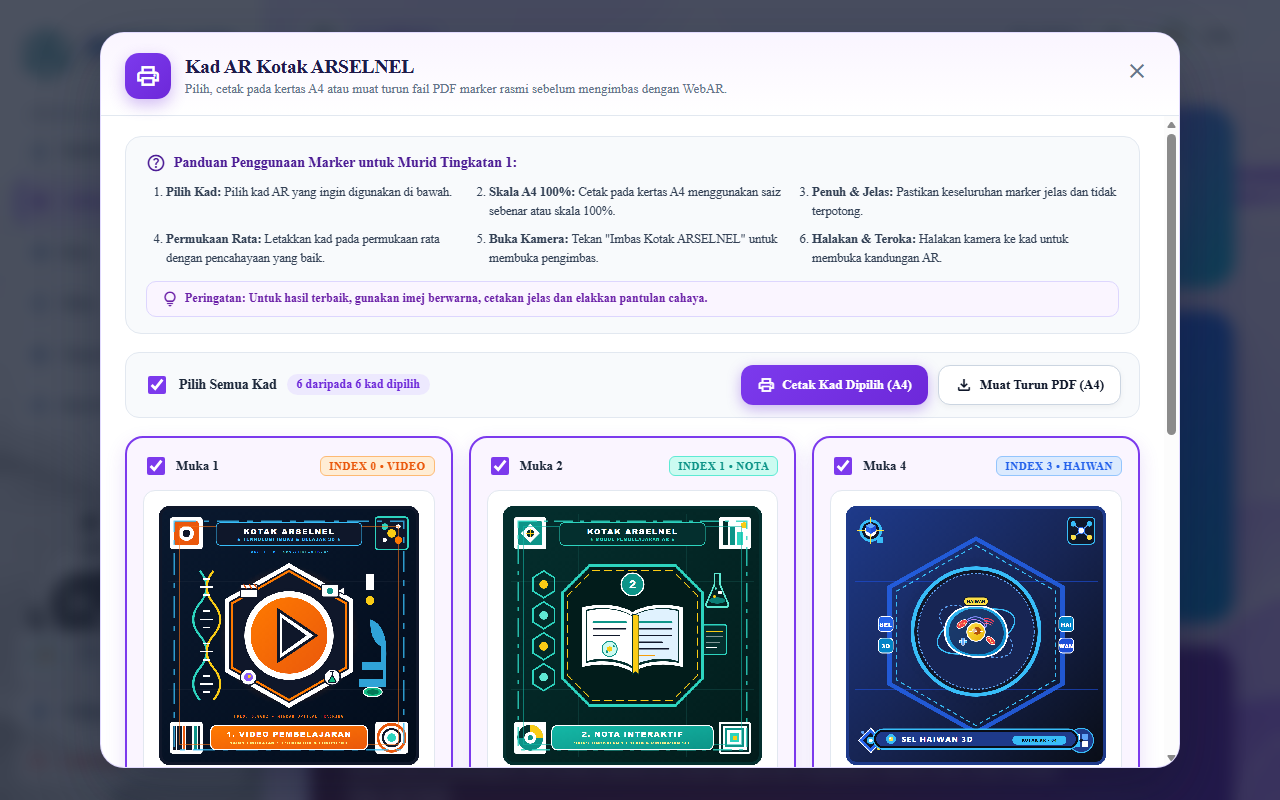 Kad AR Kotak ARSELNEL
Pilih, cetak pada kertas A4 atau muat turun fail PDF marker rasmi sebelum mengimbas dengan WebAR.
Panduan Penggunaan Marker untuk Murid Tingkatan 1:
1. Pilih Kad: Pilih kad AR yang ingin digunakan di bawah.
2. Skala A4 100%: Cetak pada kertas A4 menggunakan saiz
sebenar atau skala 100%.
3. Penuh & Jelas: Pastikan keseluruhan marker jelas dan tidak
terpotong.
4. Permukaan Rata: Letakkan kad pada permukaan rata
dengan pencahayaan yang baik.
5. Buka Kamera: Tekan "Imbas Kotak ARSELNEL" untuk
membuka pengimbas.
6. Halakan & Teroka: Halakan kamera ke kad untuk
membuka kandungan AR.
Peringatan: Untuk hasil terbaik, gunakan imej berwarna, cetakan jelas dan elakkan pantulan cahaya.
Pilih Semua Kad
6 daripada 6 kad dipilih
Cetak Kad Dipilih (A4)
Muat Turun PDF (A4)
Muka 1
INDEX 0 • VIDEO
KOTAK ARSELNEL
1. VIDEO PEMBELAJARAN
Muka 2
INDEX 1 • NOTA
KOTAK ARSELNEL
2
2. NOTA INTERAKTIF
Muka 4
INDEX 3 • HAIWAN
HAIWAN
SEL
3D
HAI
WAN
SEL HAIWAN 3D